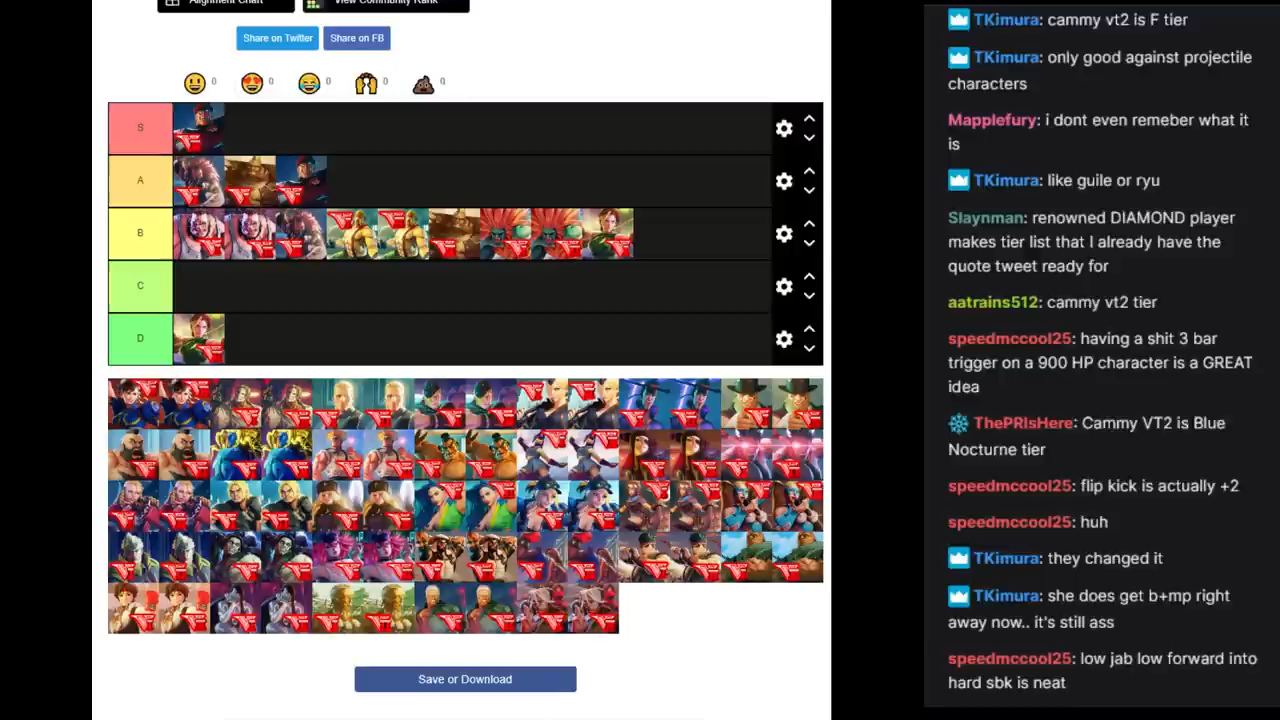 Alignment Chart
View Community Rank
Share on Twitter
Share on FB
0
0
0
0
0
S
A
B
C
D
Save or Download
TKimura: cammy vt2 is F tier
TKimura: only good against projectile
characters
Mapplefury: i dont even remeber what it
is
TKimura: like guile or ryu
Slaynman: renowned DIAMOND player
makes tier list that I already have the
quote tweet ready for
aatrains512: cammy vt2 tier
speedmccool25: having a shit 3 bar
trigger on a 900 HP character is a GREAT
idea
ThePRIsHere: Cammy VT2 is Blue
Nocturne tier
speedmccool25: flip kick is actually +2
speedmccool25: huh
TKimura: they changed it
TKimura: she does get b+mp right
away now.. it's still ass
speedmccool25: low jab low forward into
hard sbk is neat